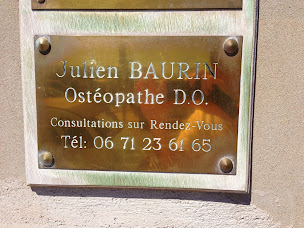 Julien BAURIN
Ostéopathe D.O.
Consultations sur Rendez-Vous
Tél: 06 71 23 61 65